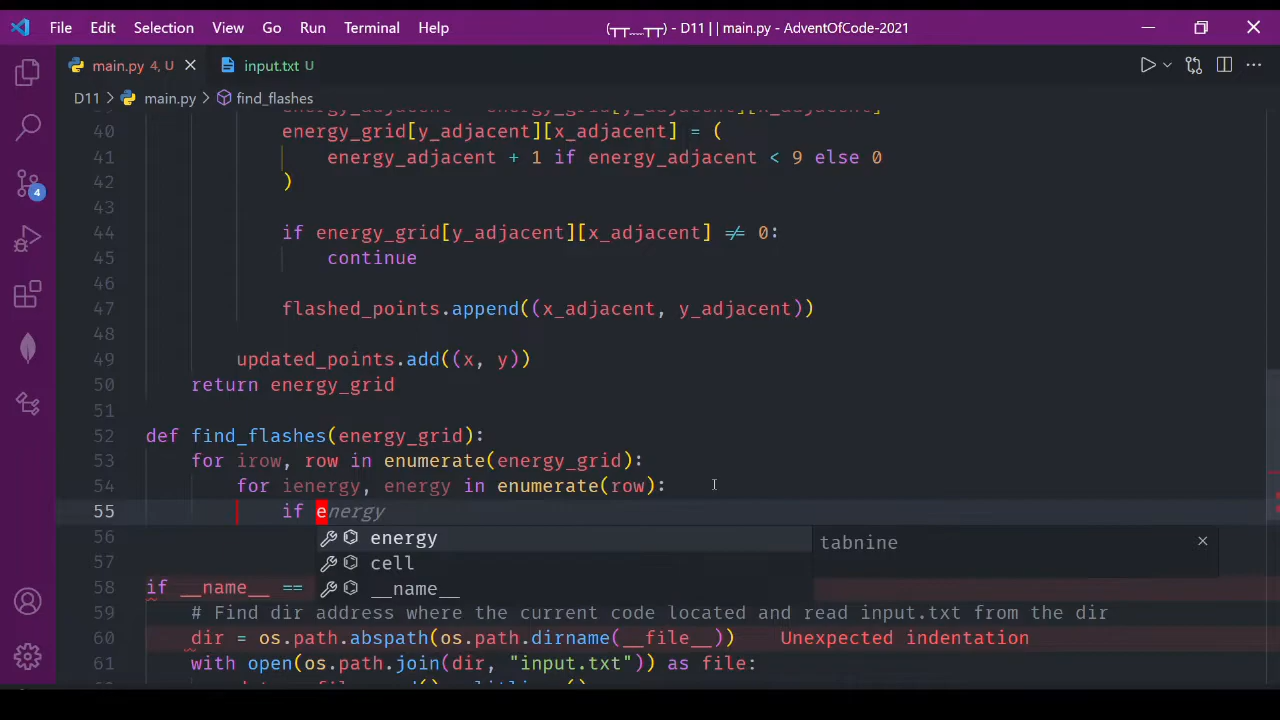 File Edit Selection View Go Run Terminal Help (┬┬﹏┬┬) - D11 || main.py - AdventOfCode-2021
main.py 4, U input.txt U
D11 > main.py > find_flashes
40 energy_grid[y_adjacent][x_adjacent] = (
41 energy_adjacent + 1 if energy_adjacent < 9 else 0
42 )
43
44 if energy_grid[y_adjacent][x_adjacent] ≠ 0:
45 continue
46
47 flashed_points.append((x_adjacent, y_adjacent))
48
49 updated_points.add((x, y))
50 return energy_grid
51
52 def find_flashes(energy_grid):
53 for irow, row in enumerate(energy_grid):
54 for ienergy, energy in enumerate(row):
55 if energy
56 energy tabnine
57 cell
58 if __name__ == __name__
59 # Find dir address where the current code located and read input.txt from the dir
60 dir = os.path.abspath(os.path.dirname(__file__)) Unexpected indentation
61 with open(os.path.join(dir, "input.txt")) as file:
4